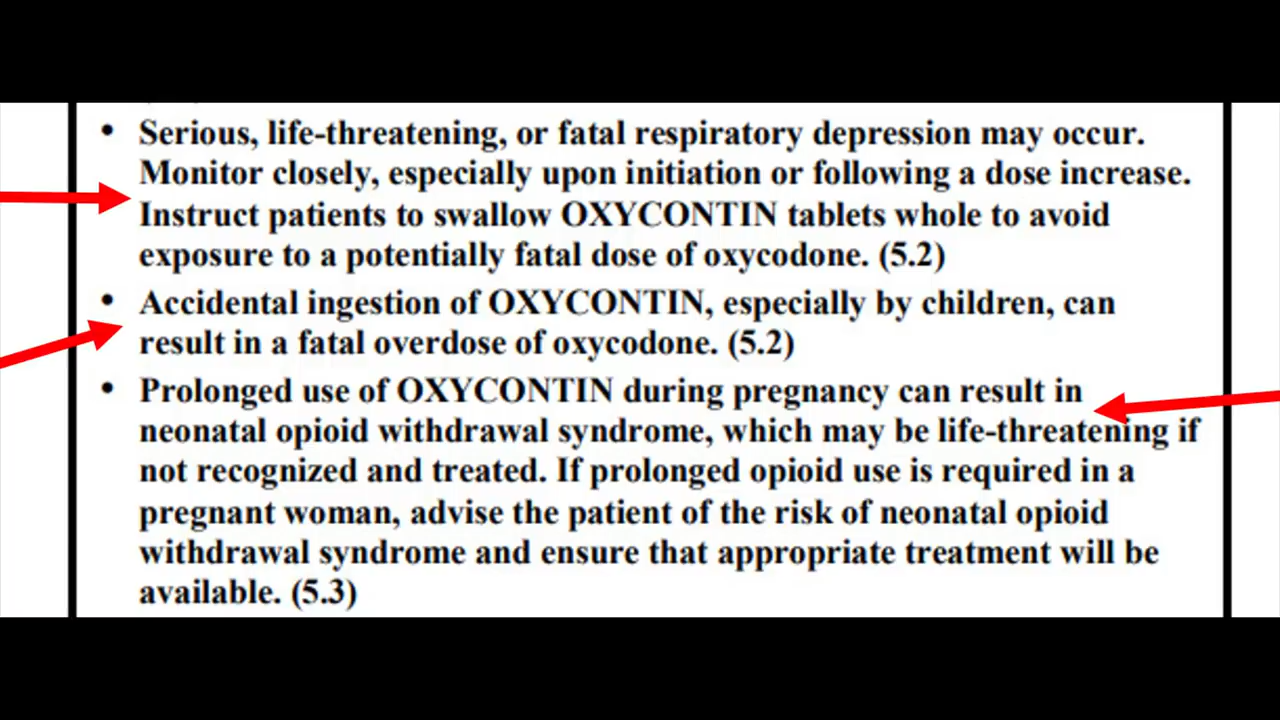 • Serious, life-threatening, or fatal respiratory depression may occur.
Monitor closely, especially upon initiation or following a dose increase.
Instruct patients to swallow OXYCONTIN tablets whole to avoid
exposure to a potentially fatal dose of oxycodone. (5.2)
• Accidental ingestion of OXYCONTIN, especially by children, can
result in a fatal overdose of oxycodone. (5.2)
• Prolonged use of OXYCONTIN during pregnancy can result in
neonatal opioid withdrawal syndrome, which may be life-threatening if
not recognized and treated. If prolonged opioid use is required in a
pregnant woman, advise the patient of the risk of neonatal opioid
withdrawal syndrome and ensure that appropriate treatment will be
available. (5.3)